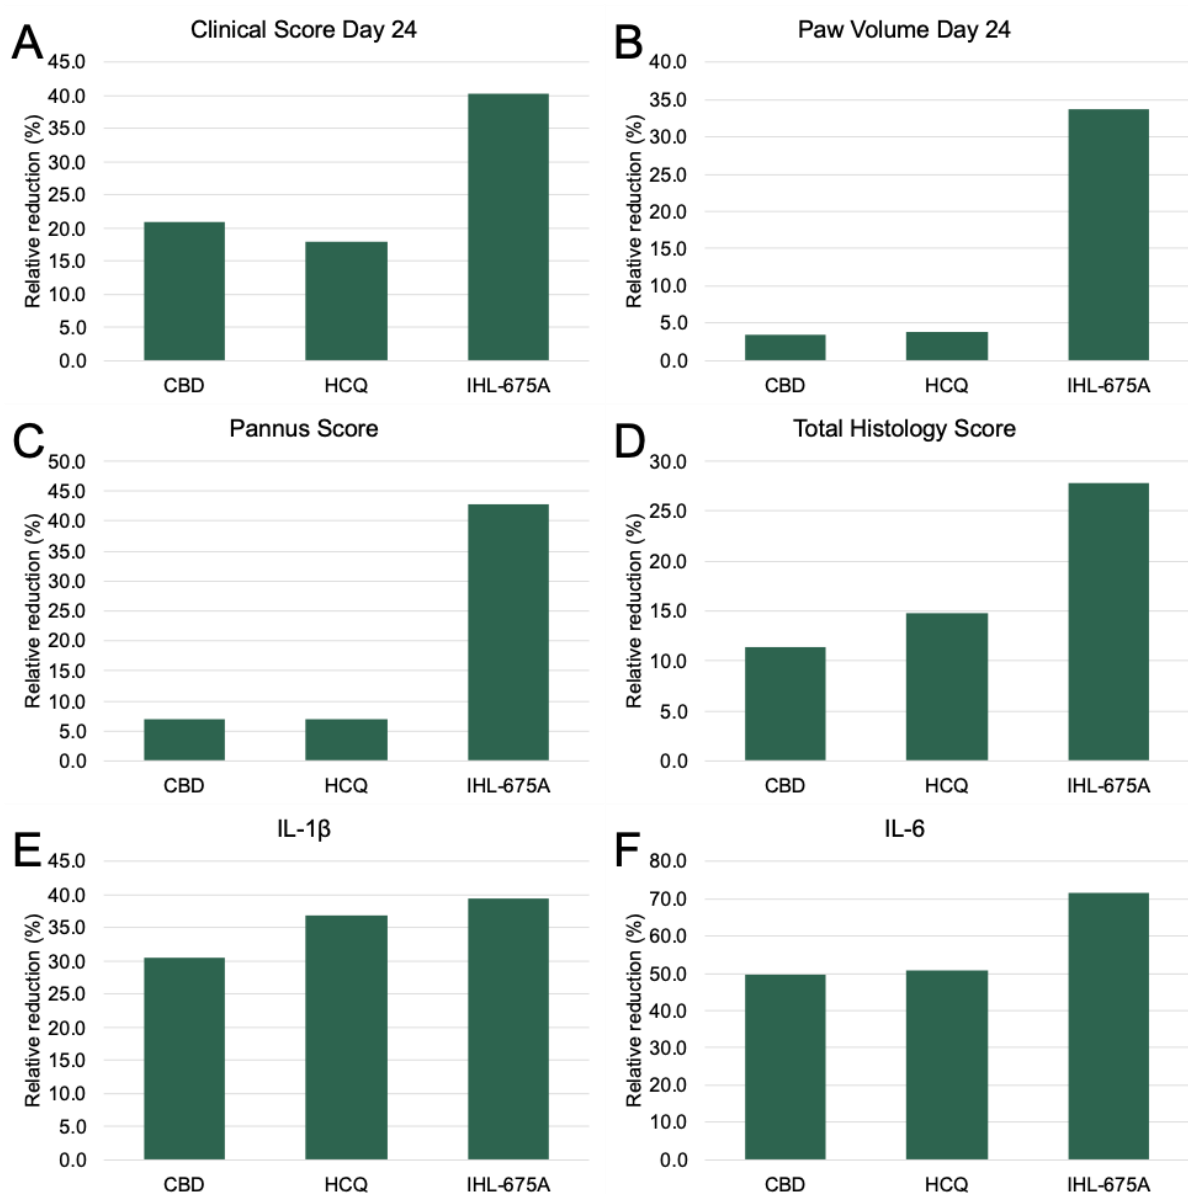 A
Clinical Score Day 24
Relative reduction (%)
45.0
40.0
35.0
30.0
25.0
20.0
15.0
10.0
5.0
0.0
CBD HCQ IHL-675A
B
Paw Volume Day 24
Relative reduction (%)
40.0
35.0
30.0
25.0
20.0
15.0
10.0
5.0
0.0
CBD HCQ IHL-675A
C
Pannus Score
Relative reduction (%)
50.0
45.0
40.0
35.0
30.0
25.0
20.0
15.0
10.0
5.0
0.0
CBD HCQ IHL-675A
D
Total Histology Score
Relative reduction (%)
30.0
25.0
20.0
15.0
10.0
5.0
0.0
CBD HCQ IHL-675A
E
IL-1β
Relative reduction (%)
45.0
40.0
35.0
30.0
25.0
20.0
15.0
10.0
5.0
0.0
CBD HCQ IHL-675A
F
IL-6
Relative reduction (%)
80.0
70.0
60.0
50.0
40.0
30.0
20.0
10.0
0.0
CBD HCQ IHL-675A